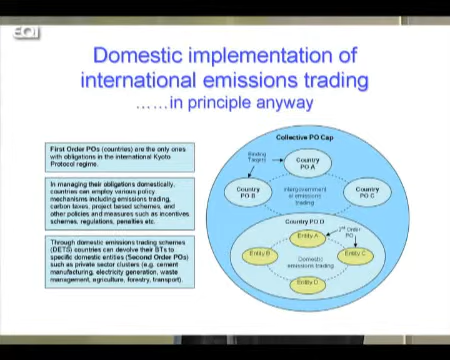 EQI
Domestic implementation of
international emissions trading
……in principle anyway
First Order POs (countries) are the only ones
with obligations in the international Kyoto
Protocol regime.
In managing their obligations domestically,
countries can employ various policy
mechanisms including emissions trading,
carbon taxes, project based schemes, and
other policies and measures such as incentives
schemes, regulations, penalties etc.
Through domestic emissions trading schemes
(DETS) countries can devolve their BTs to
specific domestic entities (Second Order POs)
such as private sector clusters (e.g. cement
manufacturing, electricity generation, waste
management, agriculture, forestry, transport).
Collective PO Cap
Binding
Targets
Country
PO A
Country
PO B
Intergovernment
emissions
trading
Country
PO C
Country PO D
Entity A
2nd Order
PO
Entity B
Entity C
Domestic
emissions trading
Entity D